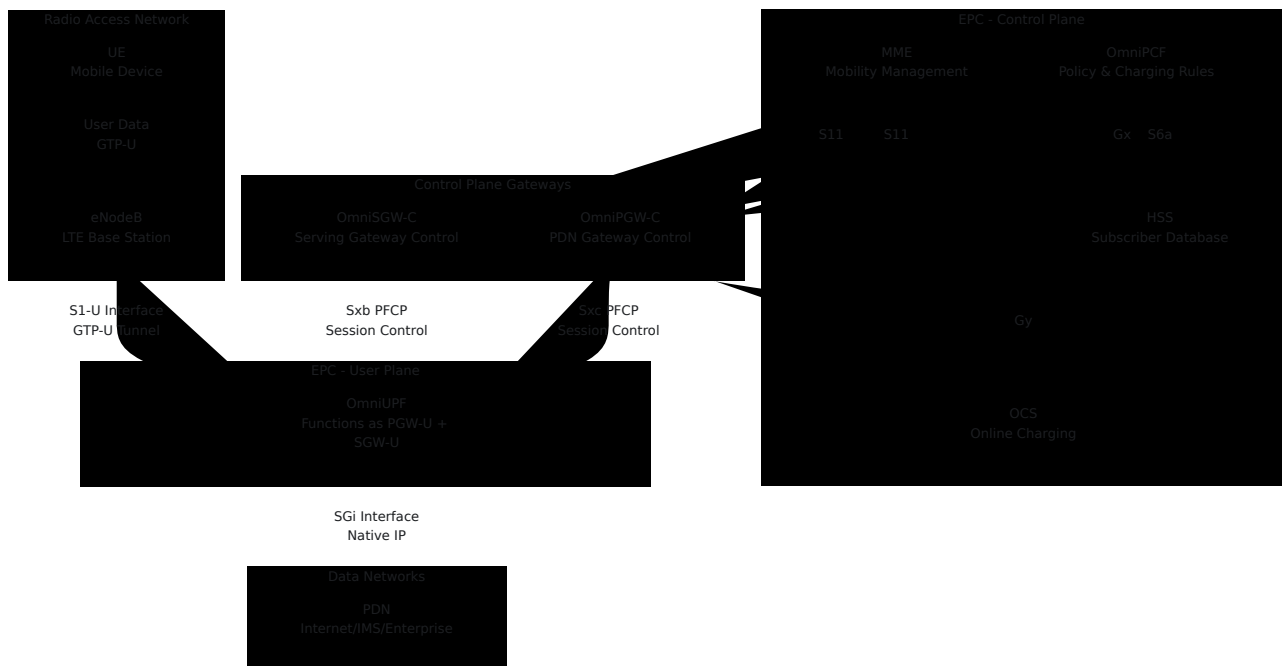 Radio Access Network
UE
Mobile Device
User Data
GTP-U
eNodeB
LTE Base Station
Control Plane Gateways
OmniSGW-C
Serving Gateway Control
OmniPGW-C
PDN Gateway Control
EPC - Control Plane
MME
Mobility Management
OmniPCF
Policy & Charging Rules
S11
S11
Gx
S6a
HSS
Subscriber Database
Gy
OCS
Online Charging
S1-U Interface
GTP-U Tunnel
Sxb PFCP
Session Control
Sxc PFCP
Session Control
EPC - User Plane
OmniUPF
Functions as PGW-U +
SGW-U
SGi Interface
Native IP
Data Networks
PDN
Internet/IMS/Enterprise